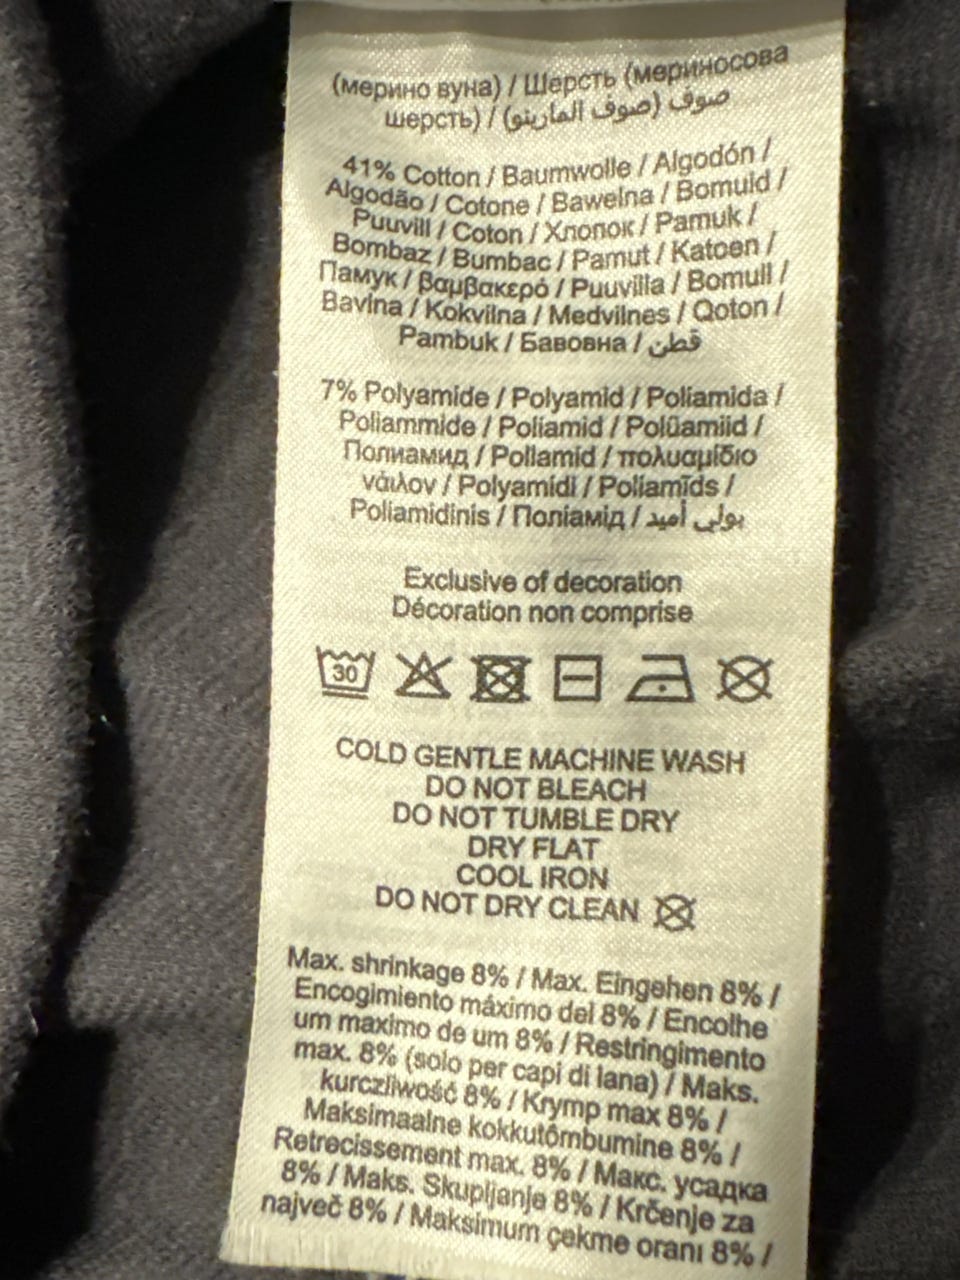 (мерино вуна) / Шерсть (мериносова
шерсть) / صوف (صوف المارينو)
41% Cotton / Baumwolle / Algodón /
Algodão / Cotone / Bawełna / Bomuld /
Puuvill / Coton / Хлопок / Pamuk /
Bombaz / Bumbac / Pamut / Katoen /
Памук / βαμβακερό / Puuvilla / Bomull /
Bavlna / Kokvilna / Medvilnes / Qoton /
Pambuk / Бавовна / قطن
7% Polyamide / Polyamid / Poliamida /
Poliammide / Poliamid / Polüamiid /
Полиамид / Poliamid / πολυαμίδιο
νάιλον / Polyamidi / Poliamīds /
Poliamidinis / Поліамід / بولي أميد
Exclusive of decoration
Décoration non comprise
30
COLD GENTLE MACHINE WASH
DO NOT BLEACH
DO NOT TUMBLE DRY
DRY FLAT
COOL IRON
DO NOT DRY CLEAN
Max. shrinkage 8% / Max. Eingehen 8% /
Encogimiento máximo del 8% / Encolhe
um maximo de um 8% / Restringimento
max. 8% (solo per capi di lana) / Maks.
kurczliwość 8% / Krymp max 8% /
Maksimaalne kokkutõmbumine 8% /
Retrecissement max. 8% / Макс. усадка
8% / Maks. Skupljanje 8% / Krčenje za
največ 8% / Maksimum çekme oranı 8% /